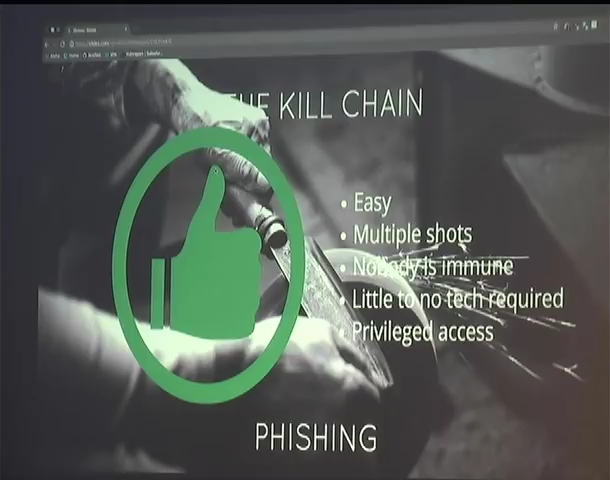 THE KILL CHAIN
• Easy
• Multiple shots
• Nobody is immune
• Little to no tech required
• Privileged access
PHISHING